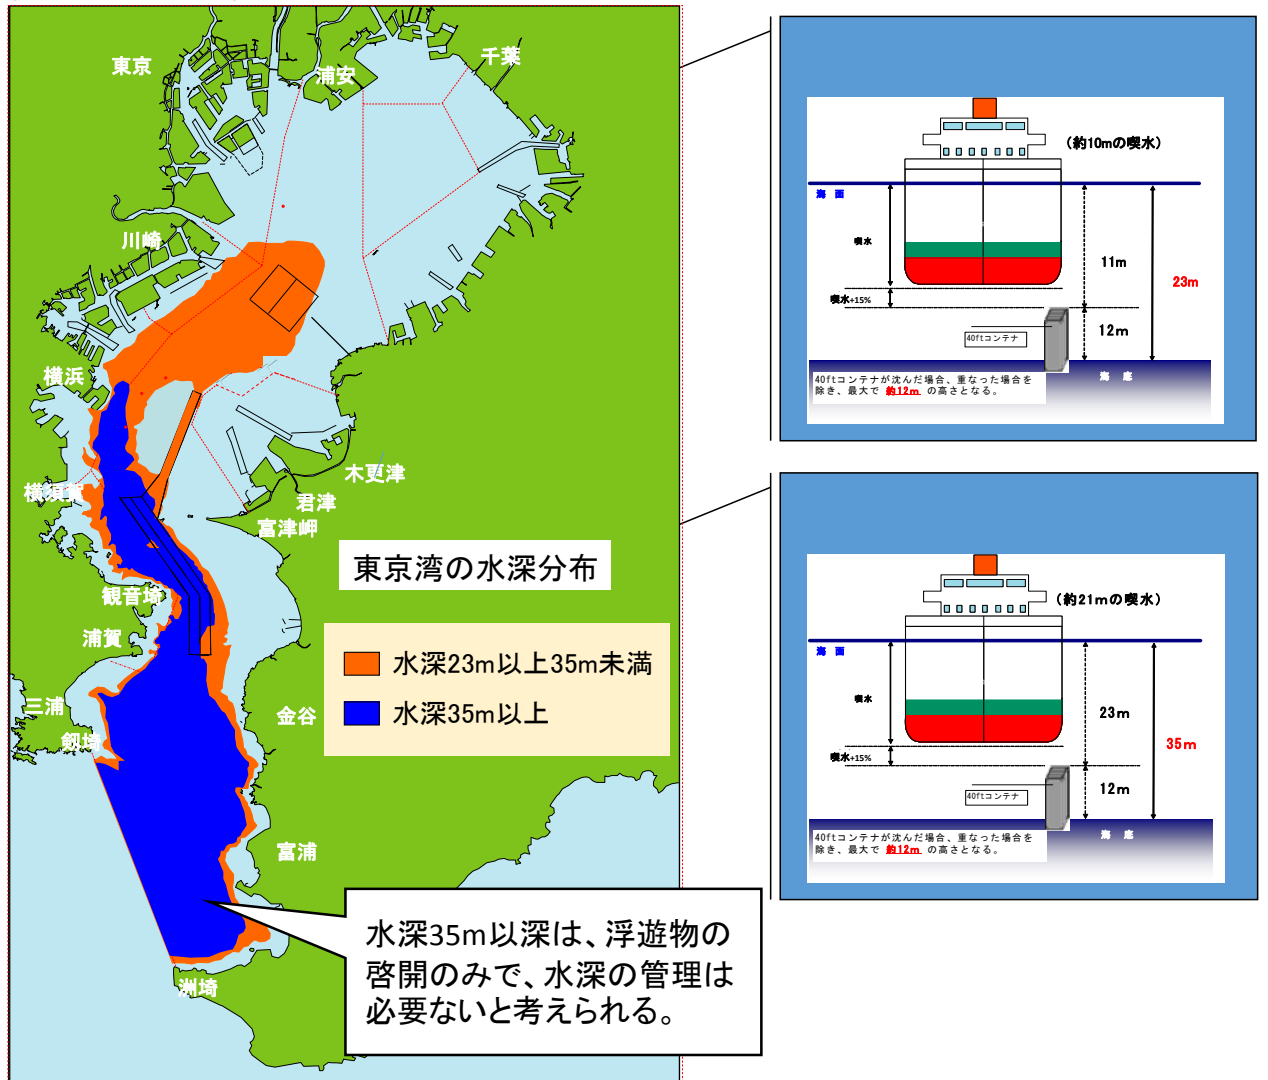 東京
浦安
千葉
川崎
横浜
横須賀
木更津
君津
富津岬
観音埼
浦賀
金谷
三浦
剱埼
富浦
洲埼
東京湾の水深分布
水深23m以上35m未満
水深35m以上
水深35m以深は、浮遊物の
啓開のみで、水深の管理は
必要ないと考えられる。
(約10mの喫水)
海 面
喫水
11m
23m
喫水+15%
40ftコンテナ
12m
海 底
40ftコンテナが沈んだ場合、重なった場合を
除き、最大で 約12m の高さとなる。
(約21mの喫水)
海 面
喫水
23m
35m
喫水+15%
40ftコンテナ
12m
海 底
40ftコンテナが沈んだ場合、重なった場合を
除き、最大で 約12m の高さとなる。